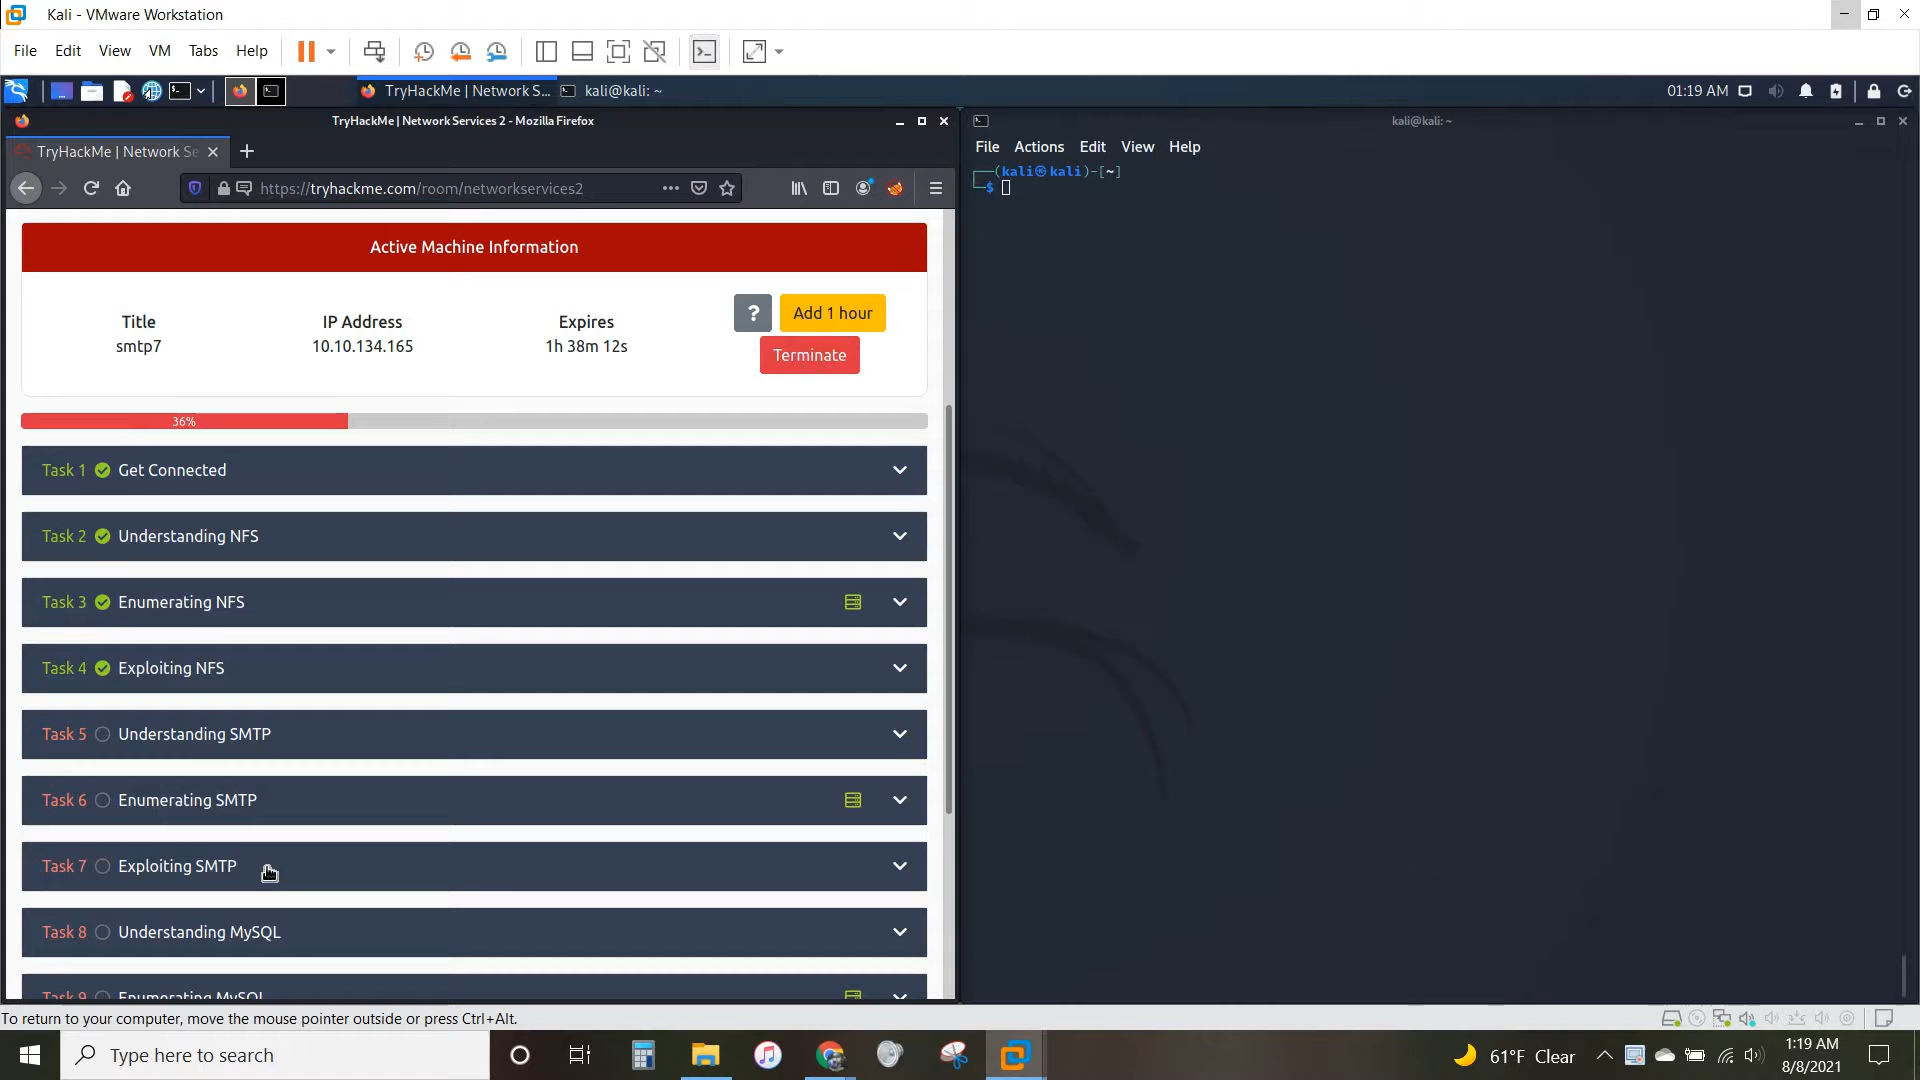 Kali - VMware Workstation
File Edit View VM Tabs Help
TryHackMe | Network S... kali@kali: ~ 01:19 AM
TryHackMe | Network Services 2 - Mozilla Firefox
TryHackMe | Network Se
https://tryhackme.com/room/networkservices2
Active Machine Information
Title IP Address Expires
smtp7 10.10.134.165 1h 38m 12s
? Add 1 hour
Terminate
36%
Task 1 Get Connected
Task 2 Understanding NFS
Task 3 Enumerating NFS
Task 4 Exploiting NFS
Task 5 Understanding SMTP
Task 6 Enumerating SMTP
Task 7 Exploiting SMTP
Task 8 Understanding MySQL
Task 9 Enumerating MySQL
kali@kali: ~
File Actions Edit View Help
┌──(kali㉿kali)-[~]
└─$
To return to your computer, move the mouse pointer outside or press Ctrl+Alt.
Type here to search
61°F Clear
1:19 AM
8/8/2021